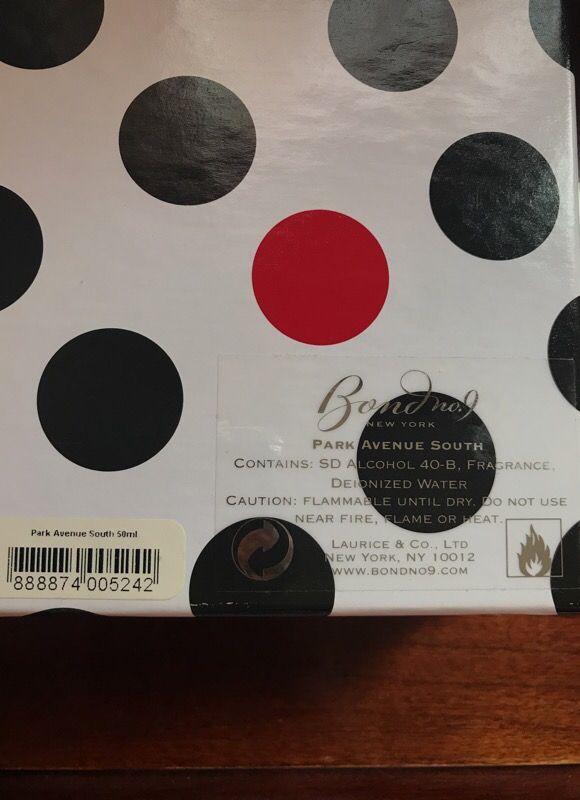 Bond no.9
NEW YORK
PARK AVENUE SOUTH
CONTAINS: SD ALCOHOL 40-B, FRAGRANCE,
DEIONIZED WATER
CAUTION: FLAMMABLE UNTIL DRY. DO NOT USE
NEAR FIRE, FLAME OR HEAT.
LAURICE & CO., LTD
NEW YORK, NY 10012
WWW.BONDNO9.COM
Park Avenue South 50ml
888874 005242